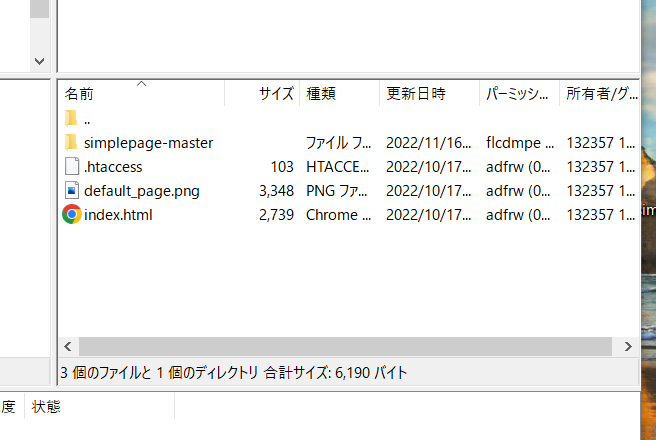 名前 サイズ 種類 更新日時 パーミッシ... 所有者/グ...
..
simplepage-master ファイル フ... 2022/11/16... flcdmpe ... 132357 1...
.htaccess 103 HTACCE... 2022/10/17... adfrw (0... 132357 1...
default_page.png 3,348 PNG ファ... 2022/10/17... adfrw (0... 132357 1...
index.html 2,739 Chrome ... 2022/10/17... adfrw (0... 132357 1...
3 個のファイルと 1 個のディレクトリ 合計サイズ: 6,190 バイト
度 状態